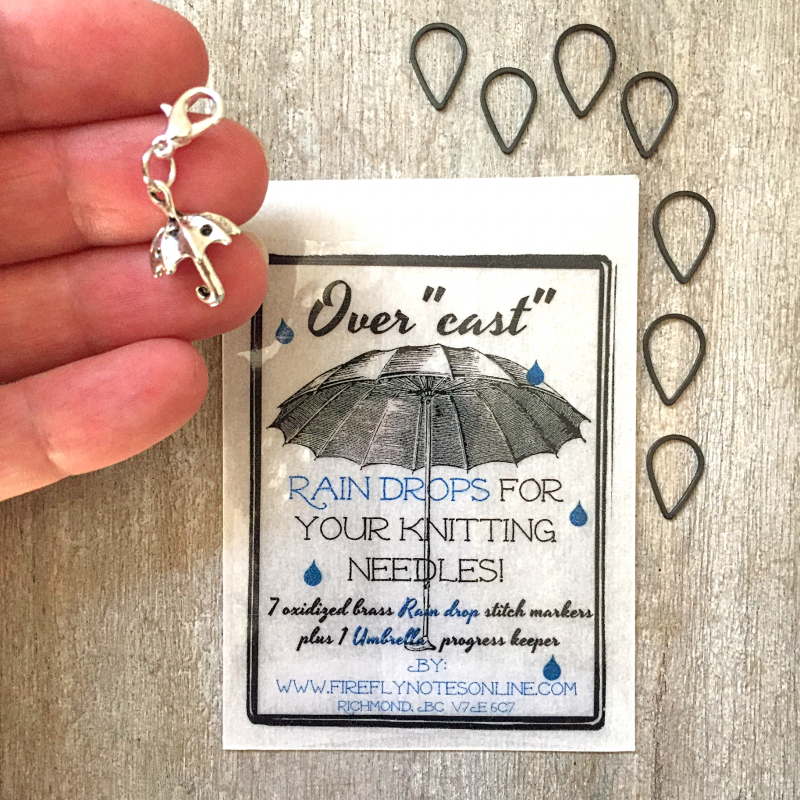 Over "cast"
RAIN DROPS FOR
YOUR KNITTING
NEEDLES!
7 oxidized brass Rain drop stitch markers
plus 1 Umbrella progress keeper
BY:
WWW.FIREFLYNOTESONLINE.COM
RICHMOND, BC V7E 6C7